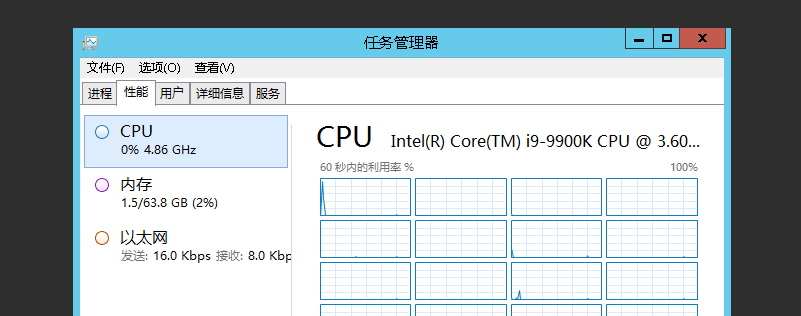 任务管理器
文件(F) 选项(O) 查看(V)
进程 性能 用户 详细信息 服务
CPU
0% 4.86 GHz
内存
1.5/63.8 GB (2%)
以太网
发送: 16.0 Kbps 接收: 8.0 Kbp
CPU Intel(R) Core(TM) i9-9900K CPU @ 3.60...
60 秒内的利用率 % 100%